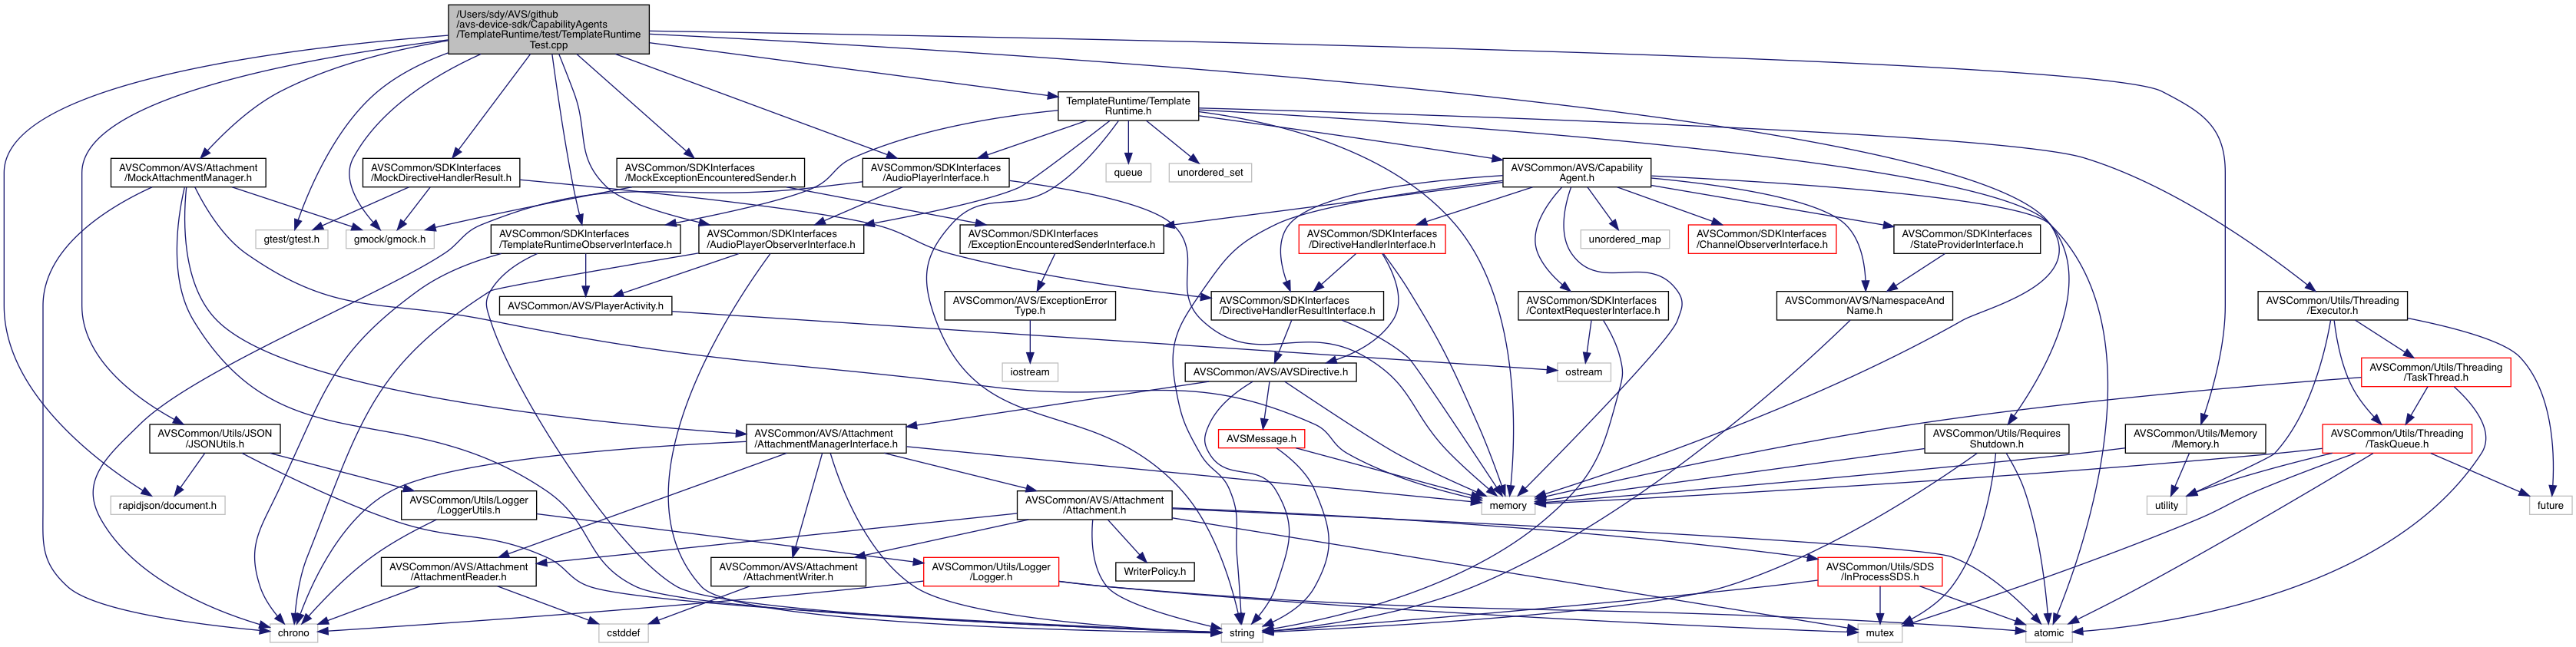 /Users/sdy/AVS/github
/avs-device-sdk/CapabilityAgents
/TemplateRuntime/test/TemplateRuntime
Test.cpp
TemplateRuntime/Template
Runtime.h
AVSCommon/AVS/Attachment
/MockAttachmentManager.h
AVSCommon/SDKInterfaces
/MockDirectiveHandlerResult.h
AVSCommon/SDKInterfaces
/MockExceptionEncounteredSender.h
AVSCommon/SDKInterfaces
/AudioPlayerInterface.h
queue
unordered_set
AVSCommon/AVS/Capability
Agent.h
gtest/gtest.h
gmock/gmock.h
AVSCommon/SDKInterfaces
/TemplateRuntimeObserverInterface.h
AVSCommon/SDKInterfaces
/AudioPlayerObserverInterface.h
AVSCommon/SDKInterfaces
/ExceptionEncounteredSenderInterface.h
AVSCommon/SDKInterfaces
/DirectiveHandlerInterface.h
unordered_map
AVSCommon/SDKInterfaces
/ChannelObserverInterface.h
AVSCommon/SDKInterfaces
/StateProviderInterface.h
AVSCommon/AVS/PlayerActivity.h
AVSCommon/AVS/ExceptionError
Type.h
AVSCommon/SDKInterfaces
/DirectiveHandlerResultInterface.h
AVSCommon/SDKInterfaces
/ContextRequesterInterface.h
AVSCommon/AVS/NamespaceAnd
Name.h
AVSCommon/Utils/Threading
/Executor.h
iostream
AVSCommon/AVS/AVSDirective.h
ostream
AVSCommon/Utils/Threading
/TaskThread.h
AVSCommon/Utils/JSON
/JSONUtils.h
AVSCommon/AVS/Attachment
/AttachmentManagerInterface.h
AVSMessage.h
AVSCommon/Utils/Requires
Shutdown.h
AVSCommon/Utils/Memory
/Memory.h
AVSCommon/Utils/Threading
/TaskQueue.h
rapidjson/document.h
AVSCommon/Utils/Logger
/LoggerUtils.h
AVSCommon/AVS/Attachment
/Attachment.h
memory
utility
future
AVSCommon/AVS/Attachment
/AttachmentReader.h
AVSCommon/AVS/Attachment
/AttachmentWriter.h
AVSCommon/Utils/Logger
/Logger.h
WriterPolicy.h
AVSCommon/Utils/SDS
/InProcessSDS.h
chrono
cstddef
string
mutex
atomic